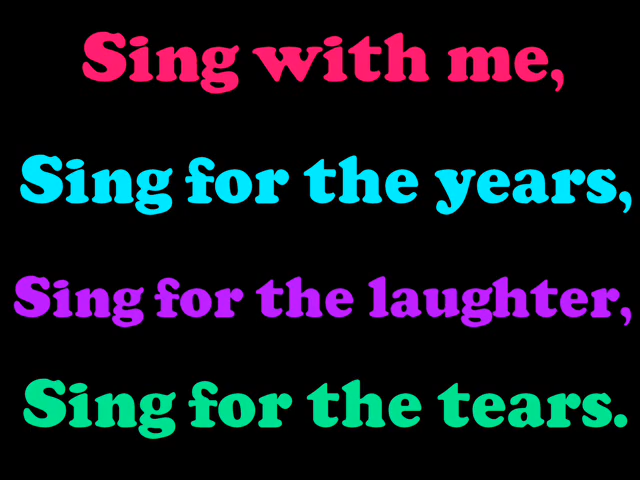 Sing with me,
Sing for the years,
Sing for the laughter,
Sing for the tears.